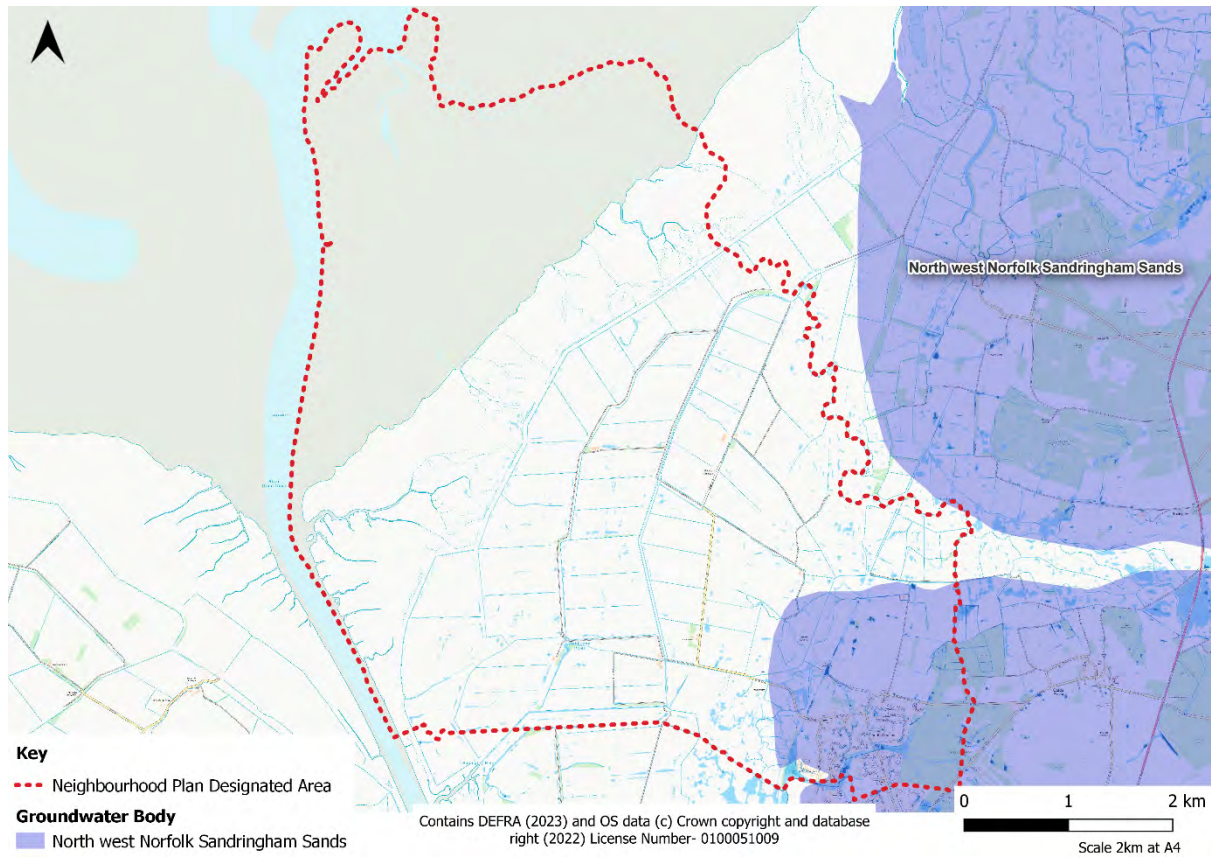 North west Norfolk Sandringham Sands
Key
Neighbourhood Plan Designated Area
Groundwater Body
North west Norfolk Sandringham Sands
Contains DEFRA (2023) and OS data (c) Crown copyright and database
right (2022) License Number- 0100051009
0 1 2 km
Scale 2km at A4